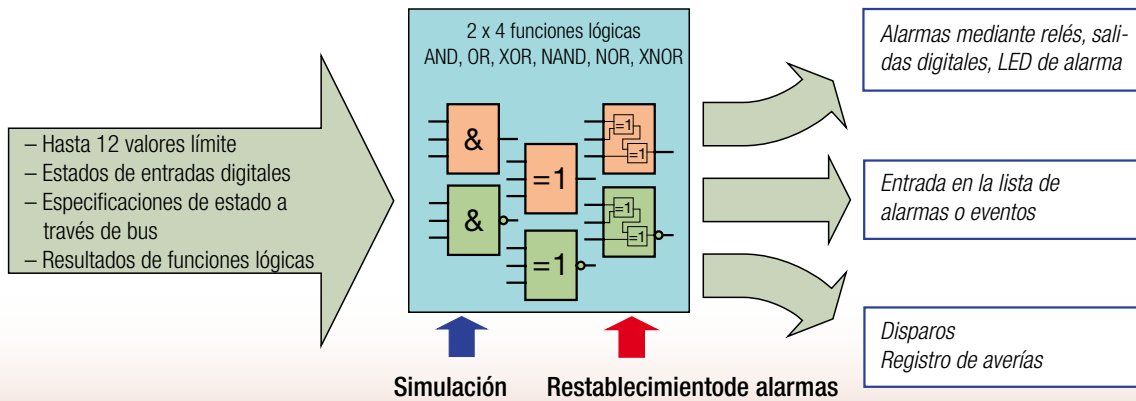 2 x 4 funciones lógicas
AND, OR, XOR, NAND, NOR, XNOR
– Hasta 12 valores límite
– Estados de entradas digitales
– Especificaciones de estado a
través de bus
– Resultados de funciones lógicas
&
=1
=1
=1
&
=1
=1
=1
Simulación
Restablecimientode alarmas
Alarmas mediante relés, sali-
das digitales, LED de alarma
Entrada en la lista de
alarmas o eventos
Disparos
Registro de averías